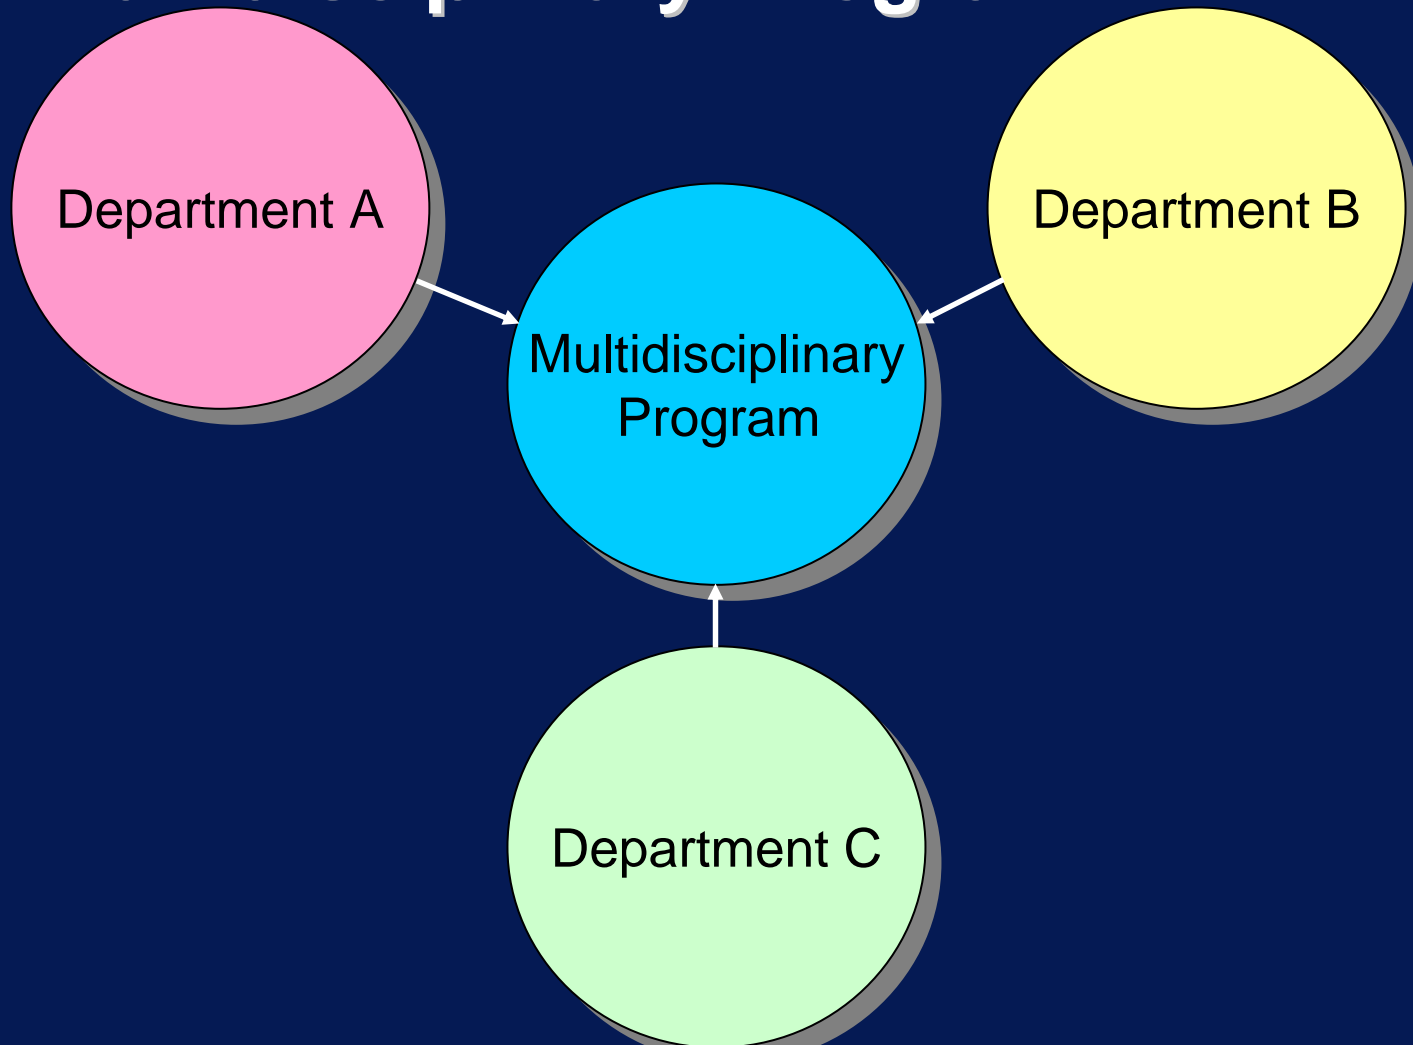 Department A
Department B
Multidisciplinary
Program
Department C